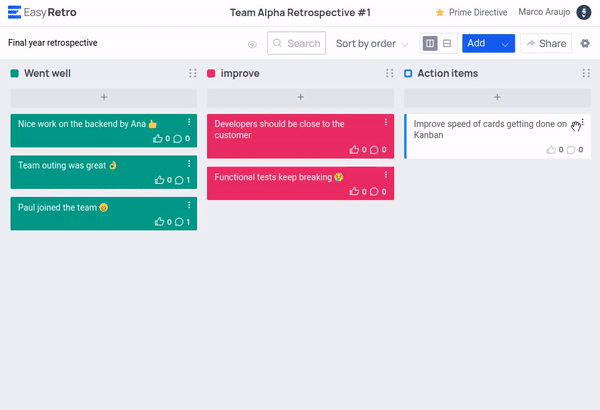 EasyRetro
Team Alpha Retrospective #1
Prime Directive
Marco Araujo
Final year retrospective
Search
Sort by order
Add
Share
Went well
+
Nice work on the backend by Ana 👍
0 0
Team outing was great 👌
0 1
Paul joined the team 😀
0 1
improve
+
Developers should be close to the
customer
0 0
Functional tests keep breaking 😢
0 0
Action items
+
Improve speed of cards getting done on
Kanban
0 0